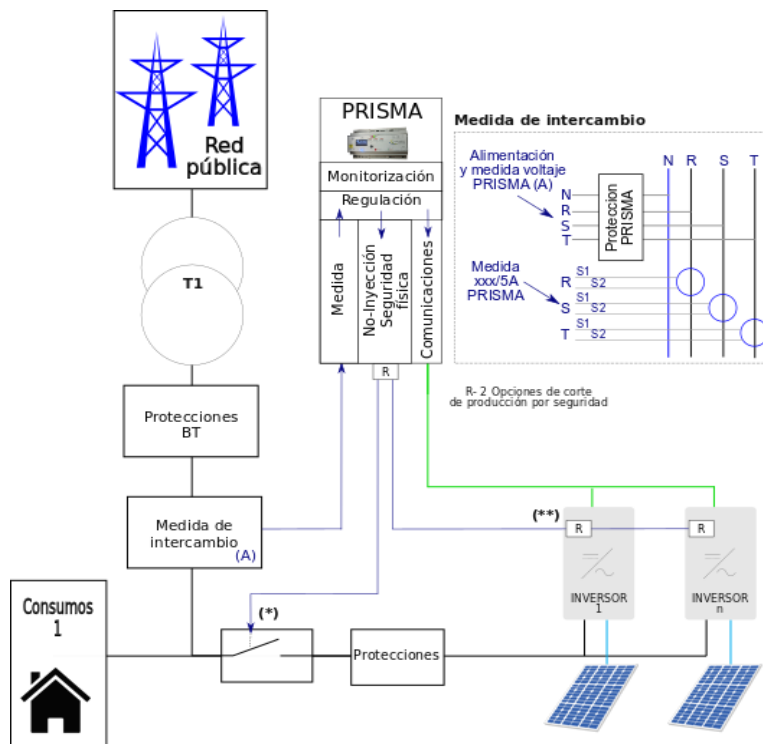 Red
pública
T1
Protecciones
BT
Medida de
intercambio
(A)
Consumos
1
PRISMA
Monitorización
Regulación
Medida
No-Inyección
Seguridad
física
Comunicaciones
R
(*)
Protecciones
(**)
R
R
INVERSOR
1
INVERSOR
n
R- 2 Opciones de corte
de producción por seguridad
Medida de intercambio
Alimentación
y medida voltaje
PRISMA (A)
N
R
S
T
Proteccion
PRISMA
N R S T
Medida
xxx/5A
PRISMA
R S1 S2
S S1 S2
T S1 S2